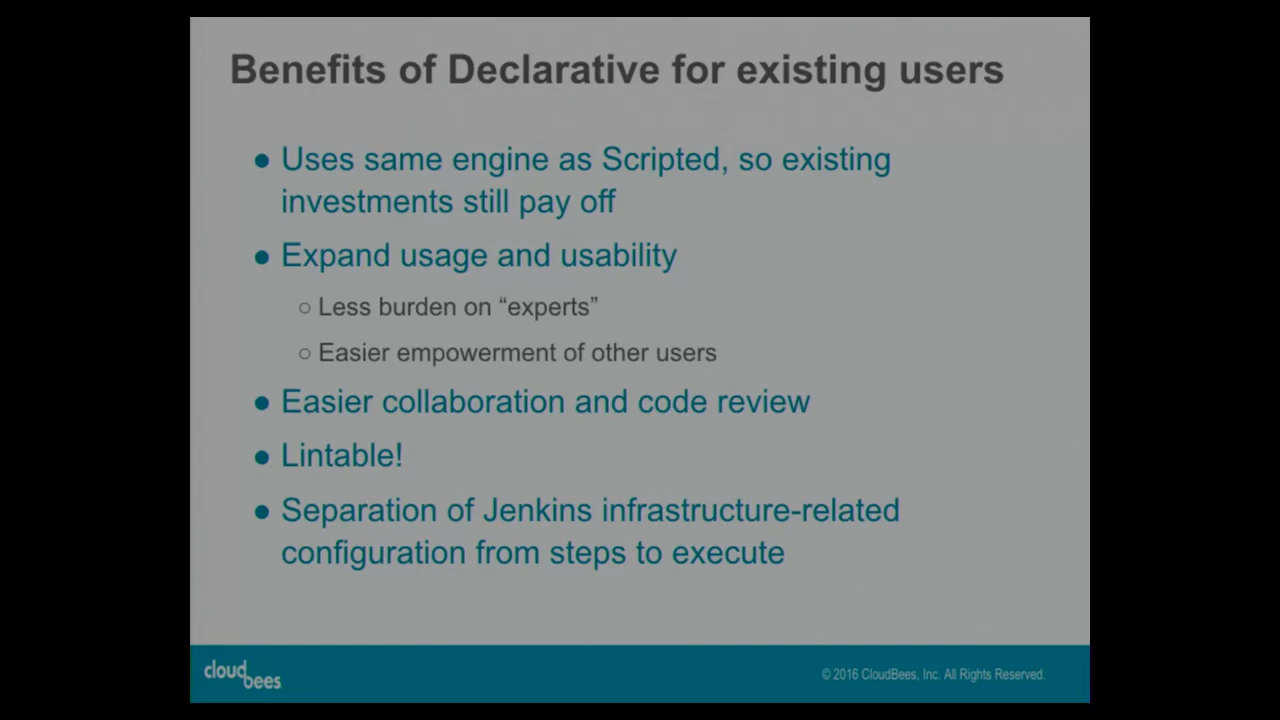 Benefits of Declarative for existing users
● Uses same engine as Scripted, so existing
investments still pay off
● Expand usage and usability
○ Less burden on “experts”
○ Easier empowerment of other users
● Easier collaboration and code review
● Lintable!
● Separation of Jenkins infrastructure-related
configuration from steps to execute
cloudbees
© 2016 CloudBees, Inc. All Rights Reserved.